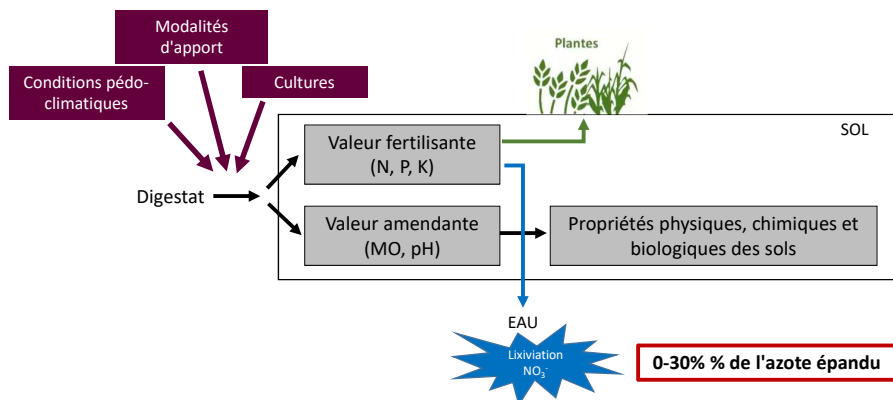 Modalités
d'apport
Conditions pédo-
climatiques
Cultures
Plantes
SOL
Digestat
Valeur fertilisante
(N, P, K)
Valeur amendante
(MO, pH)
Propriétés physiques, chimiques et
biologiques des sols
EAU
Lixiviation
NO₃⁻
0-30% % de l'azote épandu